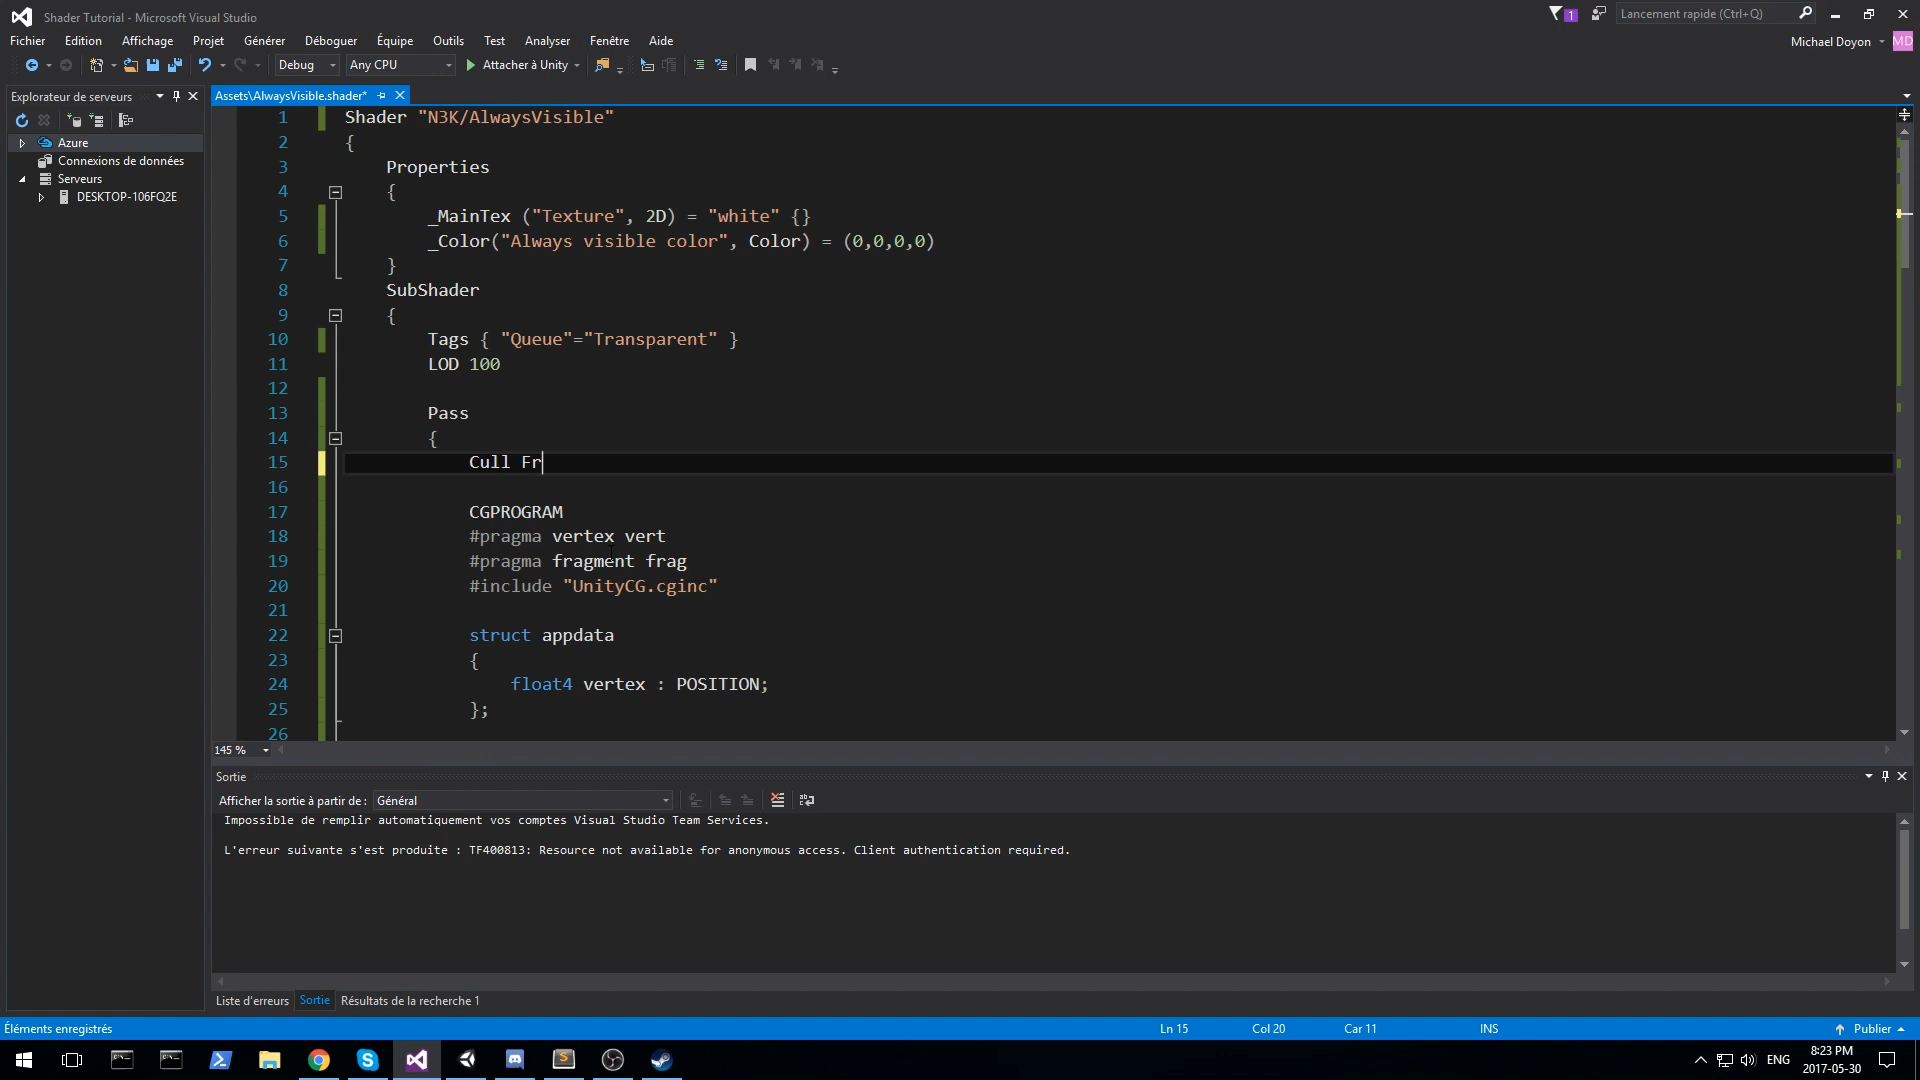 Shader Tutorial - Microsoft Visual Studio
1
Lancement rapide (Ctrl+Q)
Fichier Edition Affichage Projet Générer Déboguer Équipe Outils Test Analyser Fenêtre Aide
Michael Doyon MD
Debug Any CPU Attacher à Unity
Explorateur de serveurs
Assets\AlwaysVisible.shader*
Azure
Connexions de données
Serveurs
DESKTOP-106FQ2E
1 Shader "N3K/AlwaysVisible"
2 {
3 Properties
4 {
5 _MainTex ("Texture", 2D) = "white" {}
6 _Color("Always visible color", Color) = (0,0,0,0)
7 }
8 SubShader
9 {
10 Tags { "Queue"="Transparent" }
11 LOD 100
12
13 Pass
14 {
15 Cull Fr
16
17 CGPROGRAM
18 #pragma vertex vert
19 #pragma fragment frag
20 #include "UnityCG.cginc"
21
22 struct appdata
23 {
24 float4 vertex : POSITION;
25 };
26
145 %
Sortie
Afficher la sortie à partir de : Général
Impossible de remplir automatiquement vos comptes Visual Studio Team Services.
L'erreur suivante s'est produite : TF400813: Resource not available for anonymous access. Client authentication required.
Liste d'erreurs Sortie Résultats de la recherche 1
Éléments enregistrés Ln 15 Col 20 Car 11 INS Publier
ENG
8:23 PM
2017-05-30